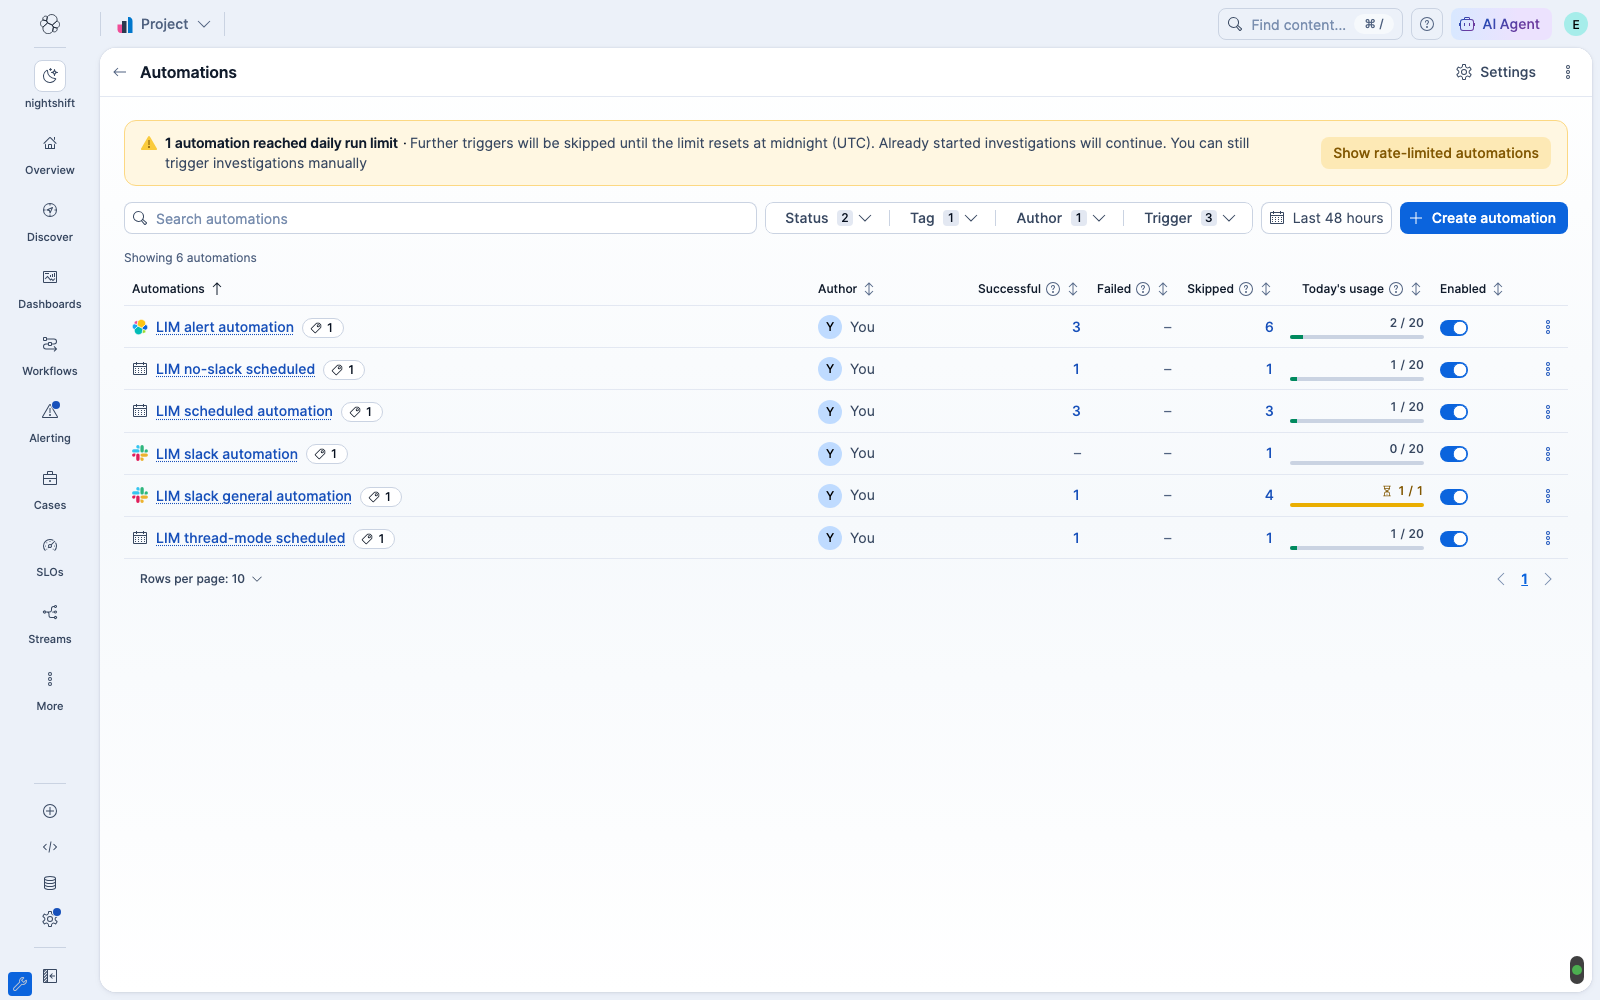 Project
Find content... ⌘ /
AI Agent
E
nightshift
Overview
Discover
Dashboards
Workflows
Alerting
Cases
SLOs
Streams
More
Automations
Settings
1 automation reached daily run limit · Further triggers will be skipped until the limit resets at midnight (UTC). Already started investigations will continue. You can still
trigger investigations manually
Show rate-limited automations
Search automations
Status 2
Tag 1
Author 1
Trigger 3
Last 48 hours
Create automation
Showing 6 automations
Automations Author Successful Failed Skipped Today's usage Enabled
LIM alert automation 1 Y You 3 – 6 2 / 20
LIM no-slack scheduled 1 Y You 1 – 1 1 / 20
LIM scheduled automation 1 Y You 3 – 3 1 / 20
LIM slack automation 1 Y You – – 1 0 / 20
LIM slack general automation 1 Y You 1 – 4 1 / 1
LIM thread-mode scheduled 1 Y You 1 – 1 1 / 20
Rows per page: 10
1